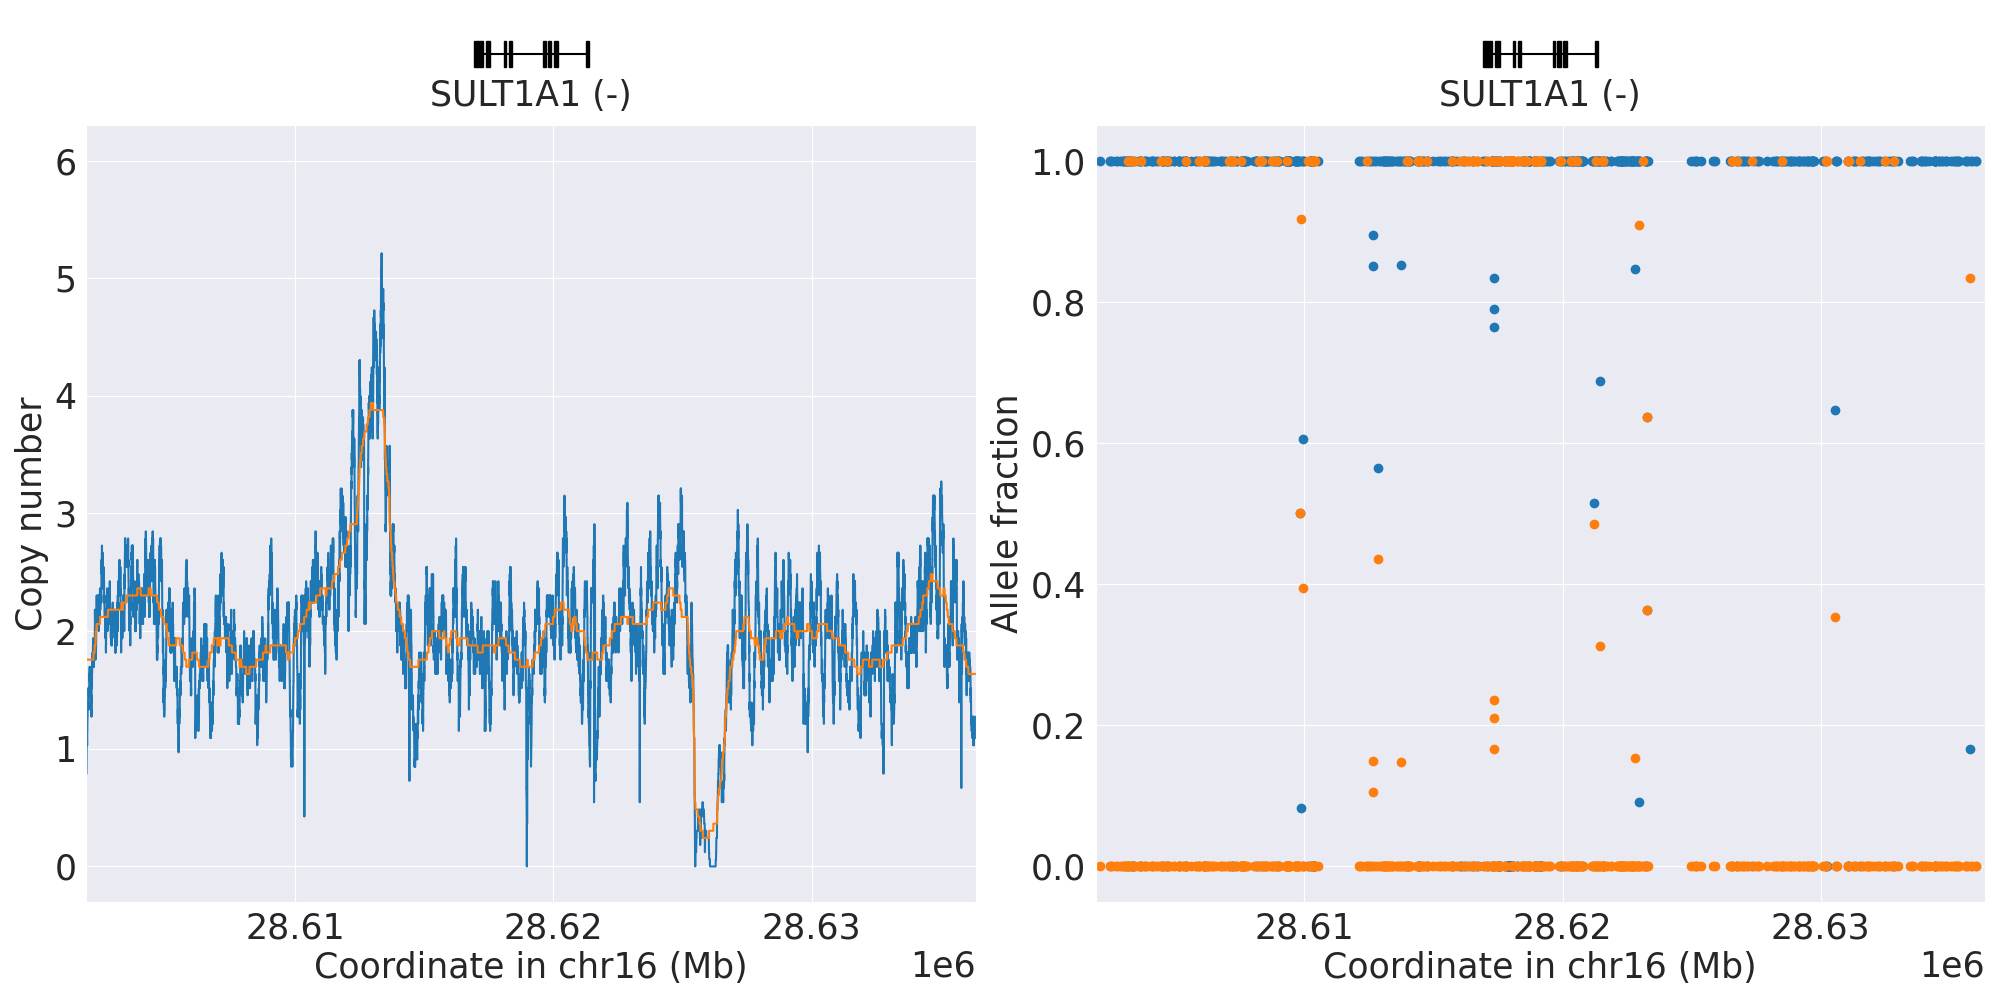 SULT1A1 (-)
6
5
4
3
2
1
0
Copy number
28.61
28.62
28.63
Coordinate in chr16 (Mb)
1e6
SULT1A1 (-)
1.0
0.8
0.6
0.4
0.2
0.0
Allele fraction
28.61
28.62
28.63
Coordinate in chr16 (Mb)
1e6